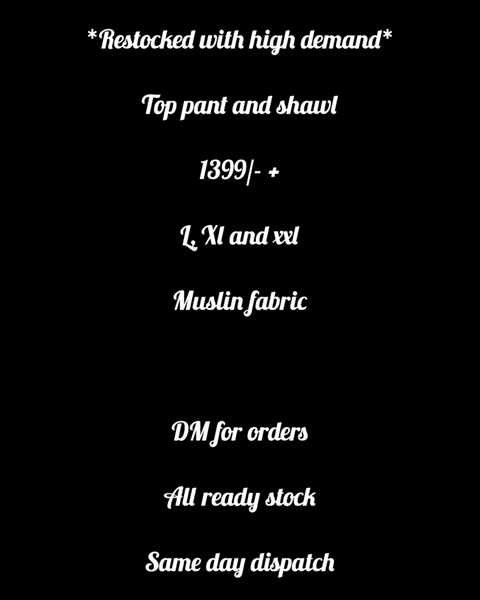 *Restocked with high demand*
Top pant and shawl
1399/- +
L, Xl and xxl
Muslin fabric
DM for orders
All ready stock
Same day dispatch